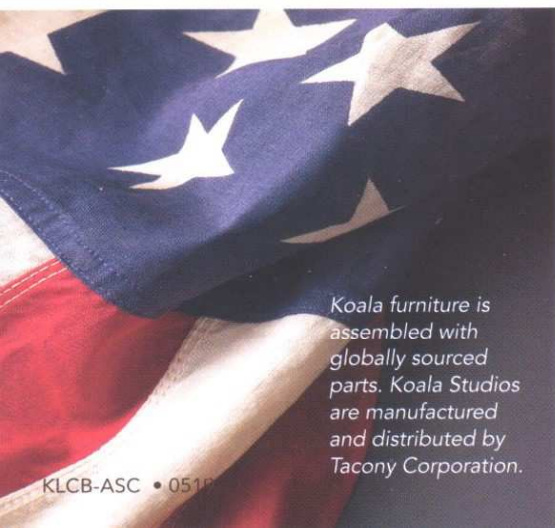 Koala furniture is
assembled with
globally sourced
parts. Koala Studios
are manufactured
and distributed by
Tacony Corporation.
KLCB-ASC •